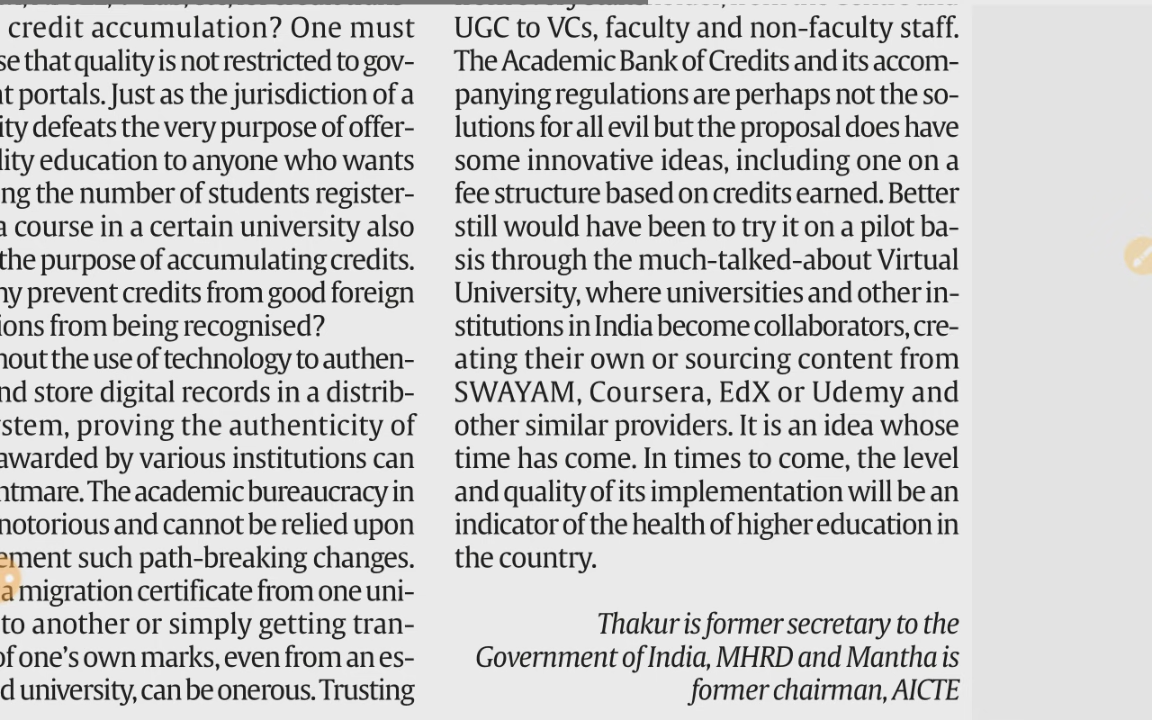 credit accumulation? One must
se that quality is not restricted to gov-
t portals. Just as the jurisdiction of a
ity defeats the very purpose of offer-
lity education to anyone who wants
ng the number of students register-
a course in a certain university also
the purpose of accumulating credits.
hy prevent credits from good foreign
ions from being recognised?
hout the use of technology to authen-
nd store digital records in a distrib-
ystem, proving the authenticity of
awarded by various institutions can
htmare. The academic bureaucracy in
notorious and cannot be relied upon
ement such path-breaking changes.
a migration certificate from one uni-
to another or simply getting tran-
of one's own marks, even from an es-
d university, can be onerous. Trusting
UGC to VCs, faculty and non-faculty staff.
The Academic Bank of Credits and its accom-
panying regulations are perhaps not the so-
lutions for all evil but the proposal does have
some innovative ideas, including one on a
fee structure based on credits earned. Better
still would have been to try it on a pilot ba-
sis through the much-talked-about Virtual
University, where universities and other in-
stitutions in India become collaborators, cre-
ating their own or sourcing content from
SWAYAM, Coursera, EdX or Udemy and
other similar providers. It is an idea whose
time has come. In times to come, the level
and quality of its implementation will be an
indicator of the health of higher education in
the country.
Thakur is former secretary to the
Government of India, MHRD and Mantha is
former chairman, AICTE